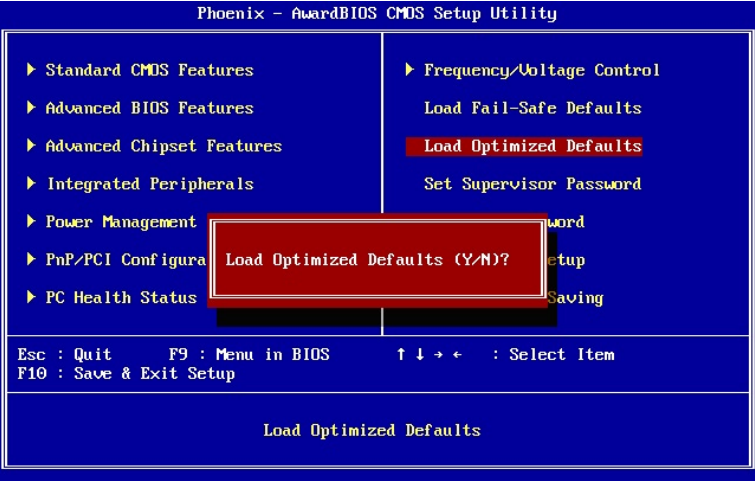 Phoenix - AwardBIOS CMOS Setup Utility
Standard CMOS Features
Advanced BIOS Features
Advanced Chipset Features
Integrated Peripherals
Power Management
PnP/PCI Configura
PC Health Status
Frequency/Voltage Control
Load Fail-Safe Defaults
Load Optimized Defaults
Set Supervisor Password
word
etup
Saving
Load Optimized Defaults (Y/N)?
Esc : Quit F9 : Menu in BIOS ↑ ↓ → ← : Select Item
F10 : Save & Exit Setup
Load Optimized Defaults